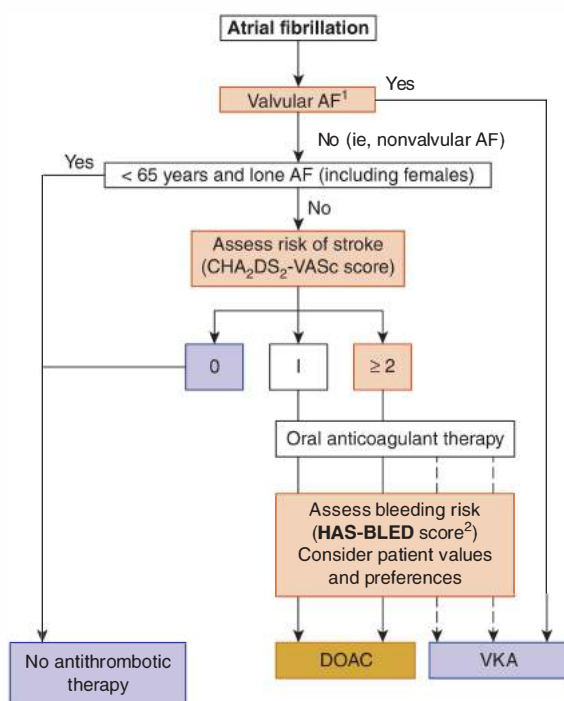 Atrial fibrillation
Valvular AF¹
Yes
No (ie, nonvalvular AF)
Yes
< 65 years and lone AF (including females)
No
Assess risk of stroke
(CHA₂DS₂-VASc score)
0
I
≥ 2
Oral anticoagulant therapy
Assess bleeding risk
(HAS-BLED score²)
Consider patient values
and preferences
No antithrombotic
therapy
DOAC
VKA